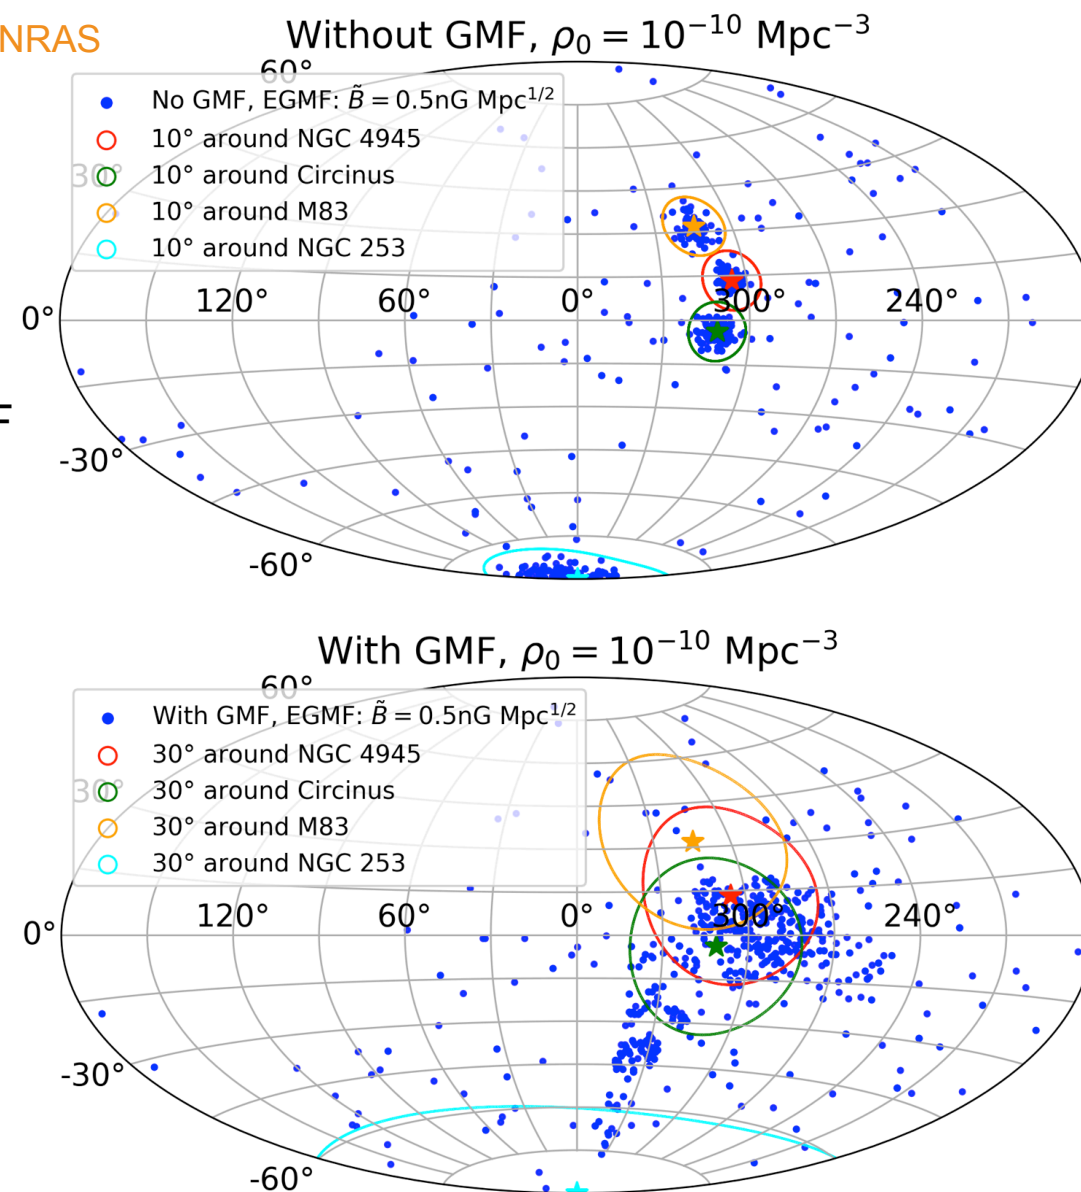 NRAS
Without GMF, ρ₀ = 10⁻¹⁰ Mpc⁻³
60°
No GMF, EGMF: B̃ = 0.5nG Mpc^1/2
10° around NGC 4945
30°
10° around Circinus
10° around M83
10° around NGC 253
120° 60° 0° 300° 240°
0°
F
-30°
-60°
With GMF, ρ₀ = 10⁻¹⁰ Mpc⁻³
60°
With GMF, EGMF: B̃ = 0.5nG Mpc^1/2
30° around NGC 4945
30°
30° around Circinus
30° around M83
30° around NGC 253
120° 60° 0° 300° 240°
0°
-30°
-60°